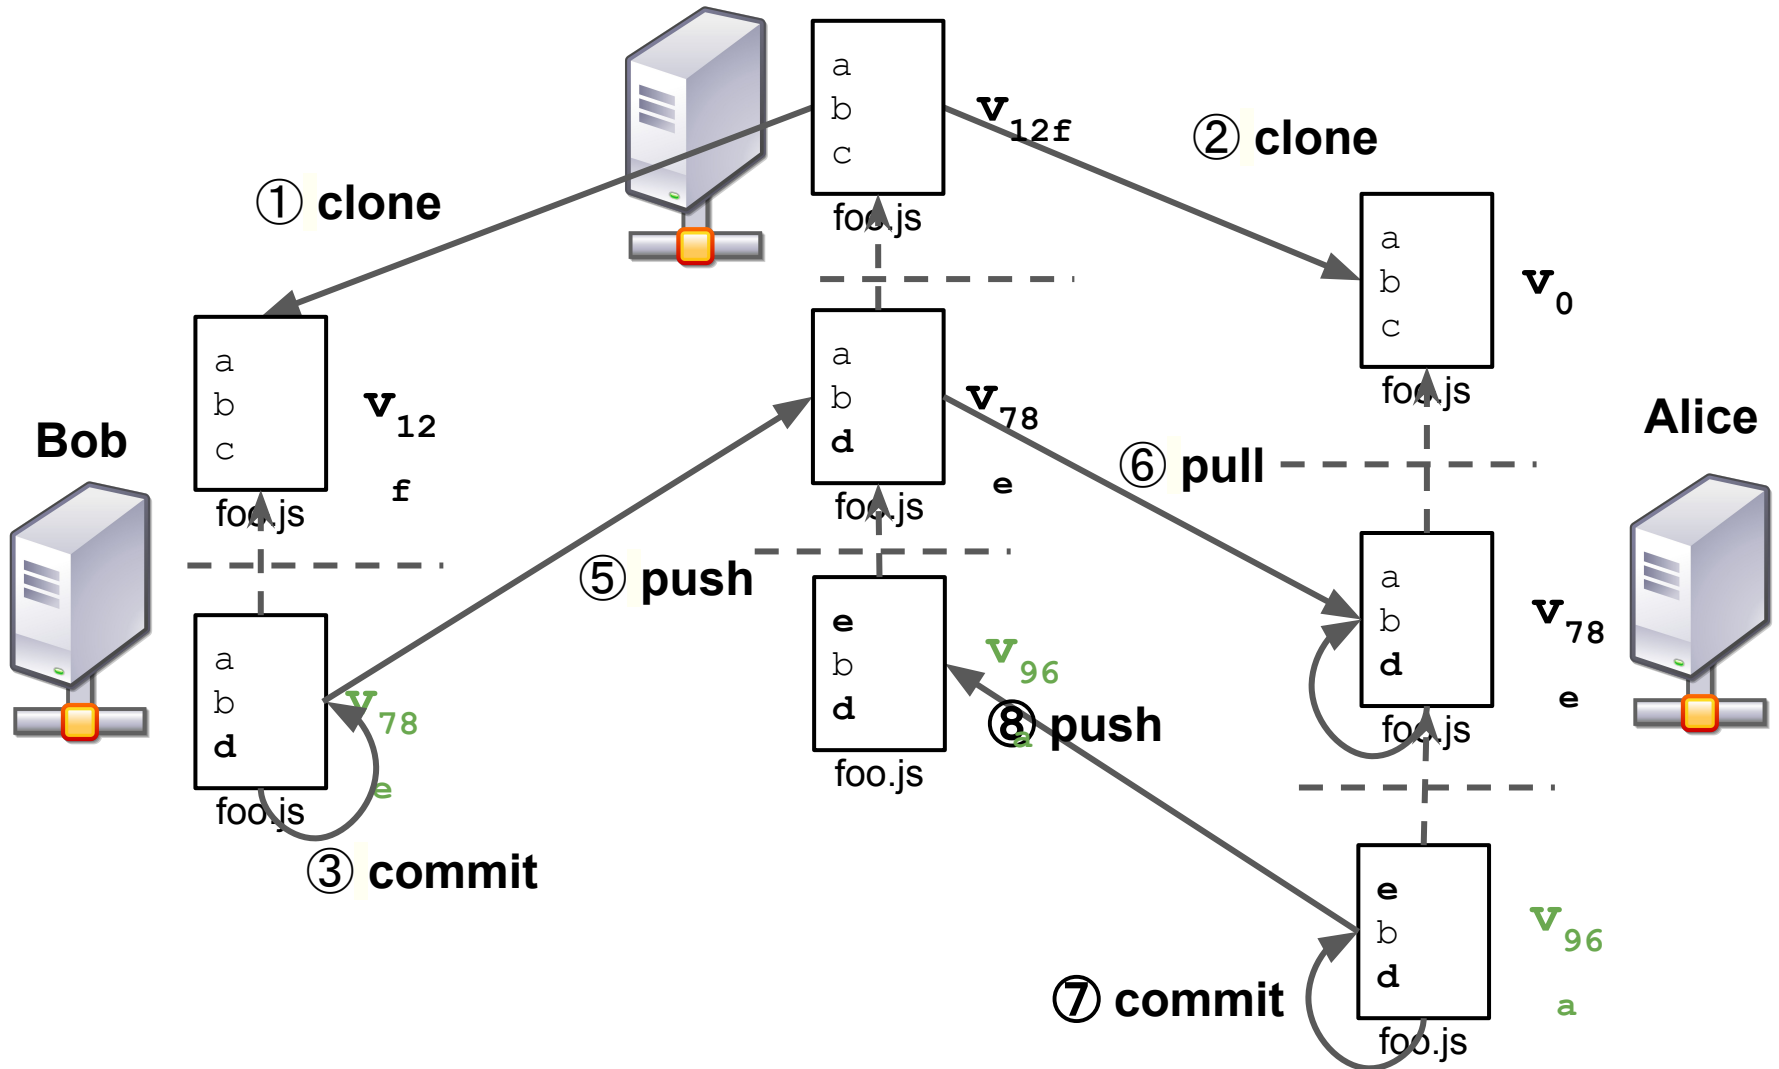 a
b
c
foo.js
v12f
① clone
② clone
a
b
c
foo.js
v0
Bob
a
b
c
foo.js
v12
f
a
b
d
foo.js
v78
e
Alice
⑥ pull
⑤ push
a
b
d
foo.js
v78
e
a
b
d
foo.js
v78
e
③ commit
e
b
d
foo.js
v96
a
⑧ push
e
b
d
foo.js
v96
a
⑦ commit